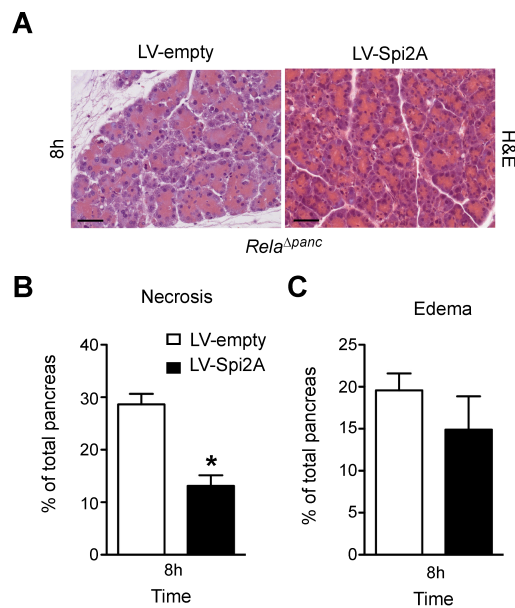 A
LV-empty
LV-Spi2A
8h
H&E
Rela^Δpanc
B
Necrosis
LV-empty
LV-Spi2A
% of total pancreas
40
30
20
10
0
*
8h
Time
C
Edema
% of total pancreas
25
20
15
10
5
0
8h
Time